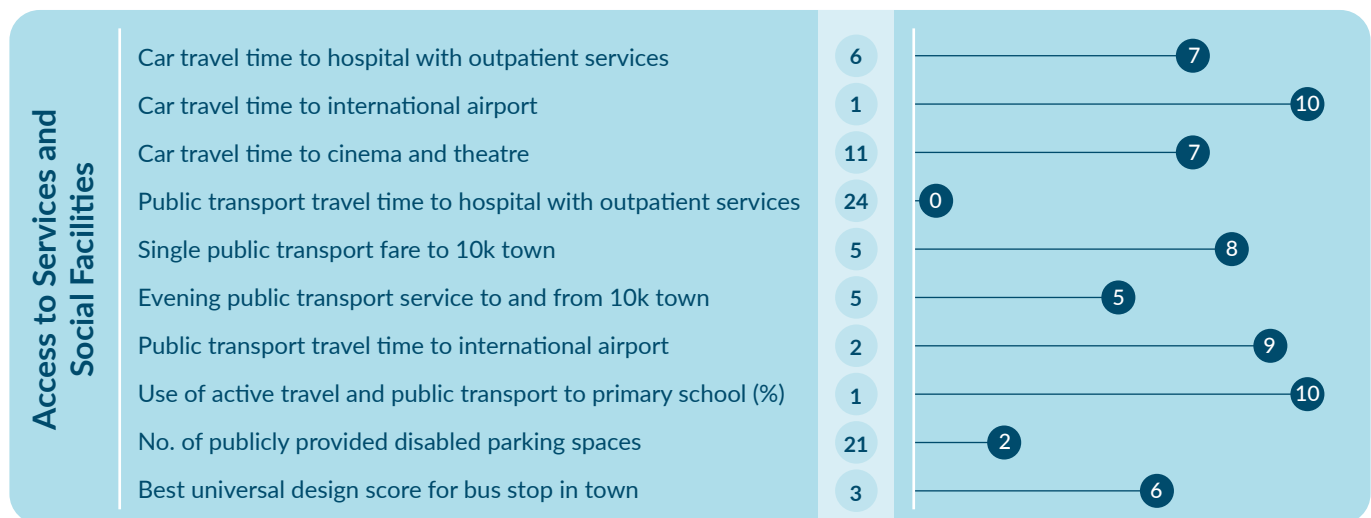 Access to Services and
Social Facilities
Car travel time to hospital with outpatient services 6 7
Car travel time to international airport 1 10
Car travel time to cinema and theatre 11 7
Public transport travel time to hospital with outpatient services 24 0
Single public transport fare to 10k town 5 8
Evening public transport service to and from 10k town 5 5
Public transport travel time to international airport 2 9
Use of active travel and public transport to primary school (%) 1 10
No. of publicly provided disabled parking spaces 21 2
Best universal design score for bus stop in town 3 6